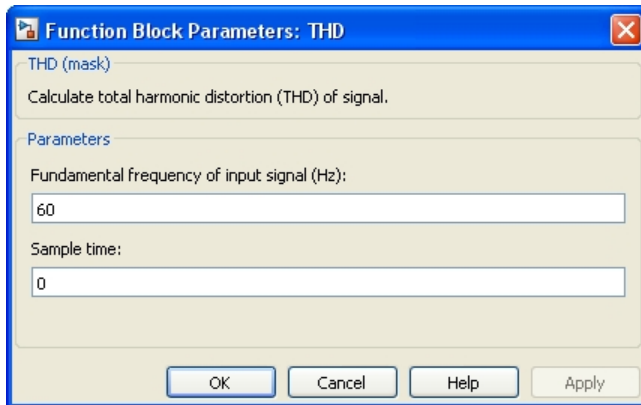 Function Block Parameters: THD
THD (mask)
Calculate total harmonic distortion (THD) of signal.
Parameters
Fundamental frequency of input signal (Hz):
60
Sample time:
0
OK Cancel Help Apply